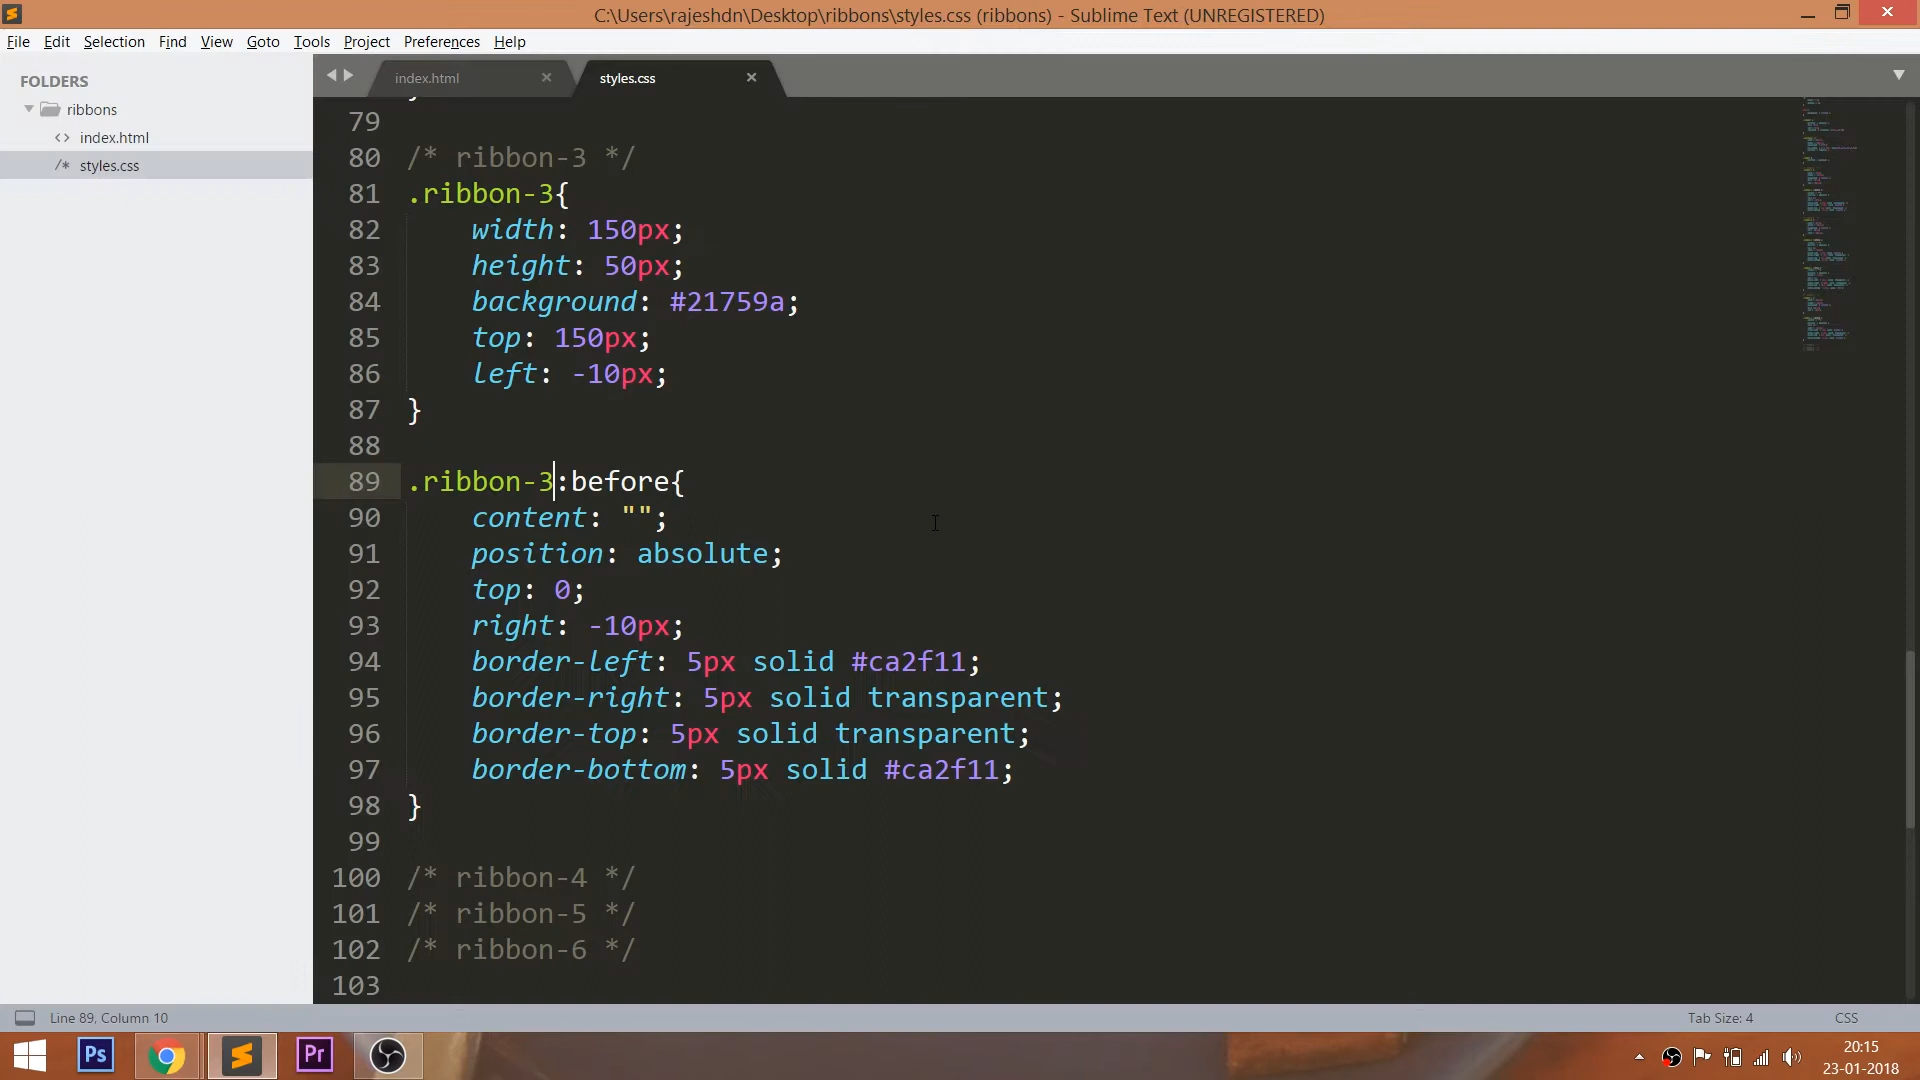 C:\Users\rajeshdn\Desktop\ribbons\styles.css (ribbons) - Sublime Text (UNREGISTERED)
File Edit Selection Find View Goto Tools Project Preferences Help
FOLDERS
ribbons
<> index.html
/* styles.css
index.html
styles.css
79
80 /* ribbon-3 */
81 .ribbon-3{
82 width: 150px;
83 height: 50px;
84 background: #21759a;
85 top: 150px;
86 left: -10px;
87 }
88
89 .ribbon-3:before{
90 content: "";
91 position: absolute;
92 top: 0;
93 right: -10px;
94 border-left: 5px solid #ca2f11;
95 border-right: 5px solid transparent;
96 border-top: 5px solid transparent;
97 border-bottom: 5px solid #ca2f11;
98 }
99
100 /* ribbon-4 */
101 /* ribbon-5 */
102 /* ribbon-6 */
103
Line 89, Column 10
Tab Size: 4
CSS
Ps
Pr
20:15
23-01-2018